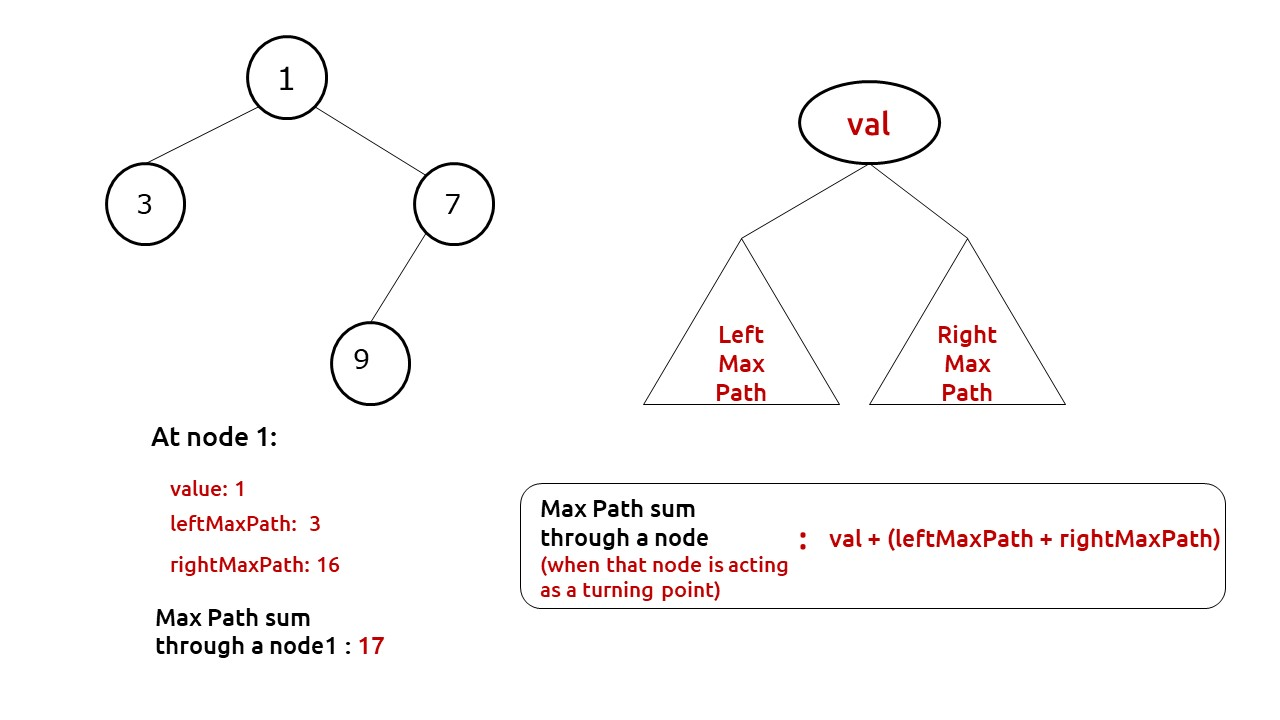 1
3
7
9
val
Left
Max
Path
Right
Max
Path
At node 1:
value: 1
leftMaxPath: 3
rightMaxPath: 16
Max Path sum
through a node1 : 17
Max Path sum
through a node
(when that node is acting
as a turning point)
: val + (leftMaxPath + rightMaxPath)